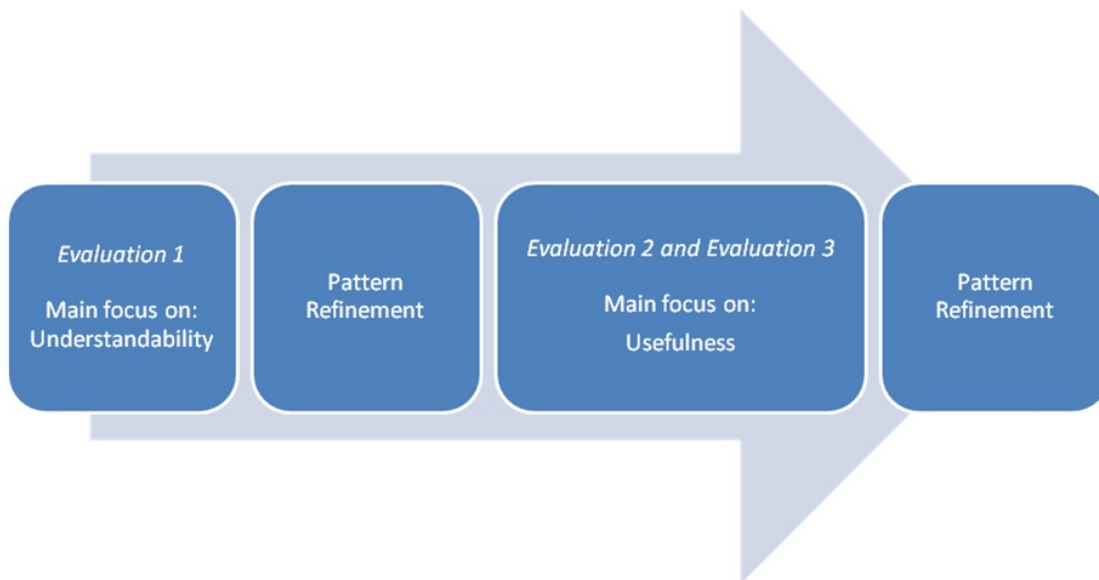 Evaluation 1
Main focus on:
Understandability
Pattern
Refinement
Evaluation 2 and Evaluation 3
Main focus on:
Usefulness
Pattern
Refinement